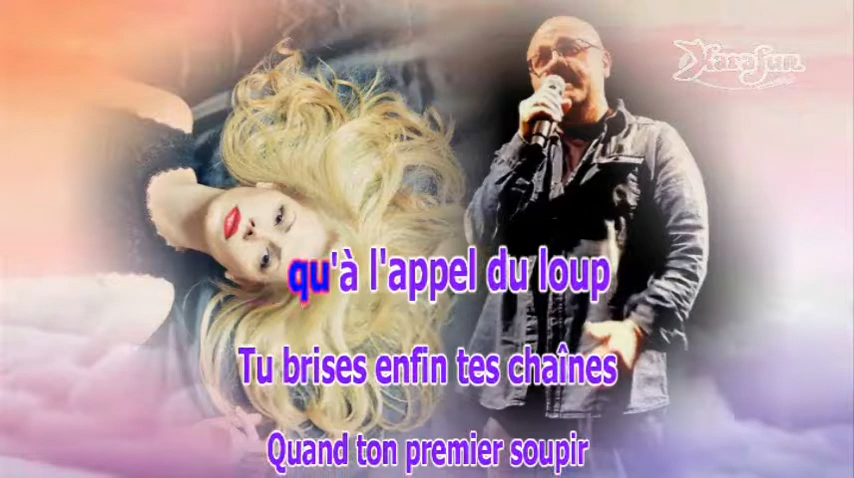 KaraFun
qu'à l'appel du loup
Tu brises enfin tes chaînes
Quand ton premier soupir